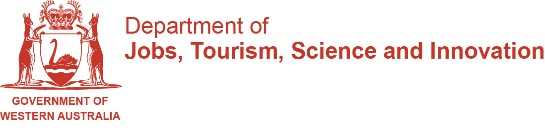 Department of
Jobs, Tourism, Science and Innovation
GOVERNMENT OF
WESTERN AUSTRALIA